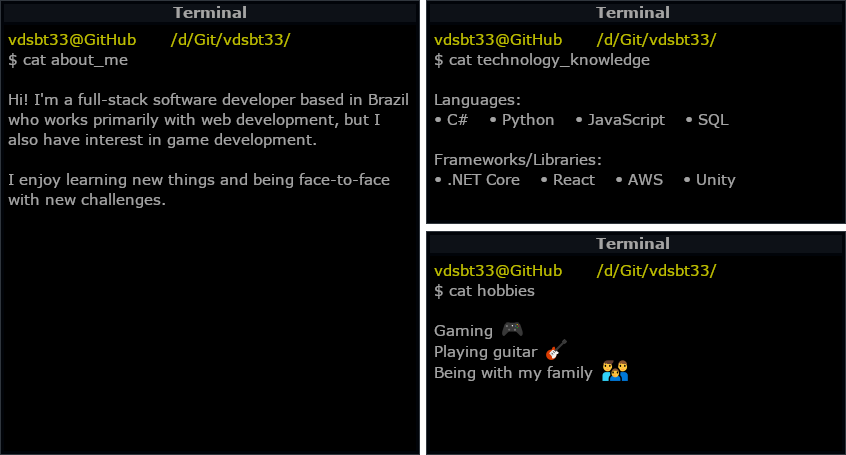 Terminal
vdsbt33@GitHub /d/Git/vdsbt33/
$ cat about_me
Hi! I'm a full-stack software developer based in Brazil
who works primarily with web development, but I
also have interest in game development.
I enjoy learning new things and being face-to-face
with new challenges.
Terminal
vdsbt33@GitHub /d/Git/vdsbt33/
$ cat technology_knowledge
Languages:
• C# • Python • JavaScript • SQL
Frameworks/Libraries:
• .NET Core • React • AWS • Unity
Terminal
vdsbt33@GitHub /d/Git/vdsbt33/
$ cat hobbies
Gaming 🎮
Playing guitar 🎸
Being with my family 👨‍👩‍👦